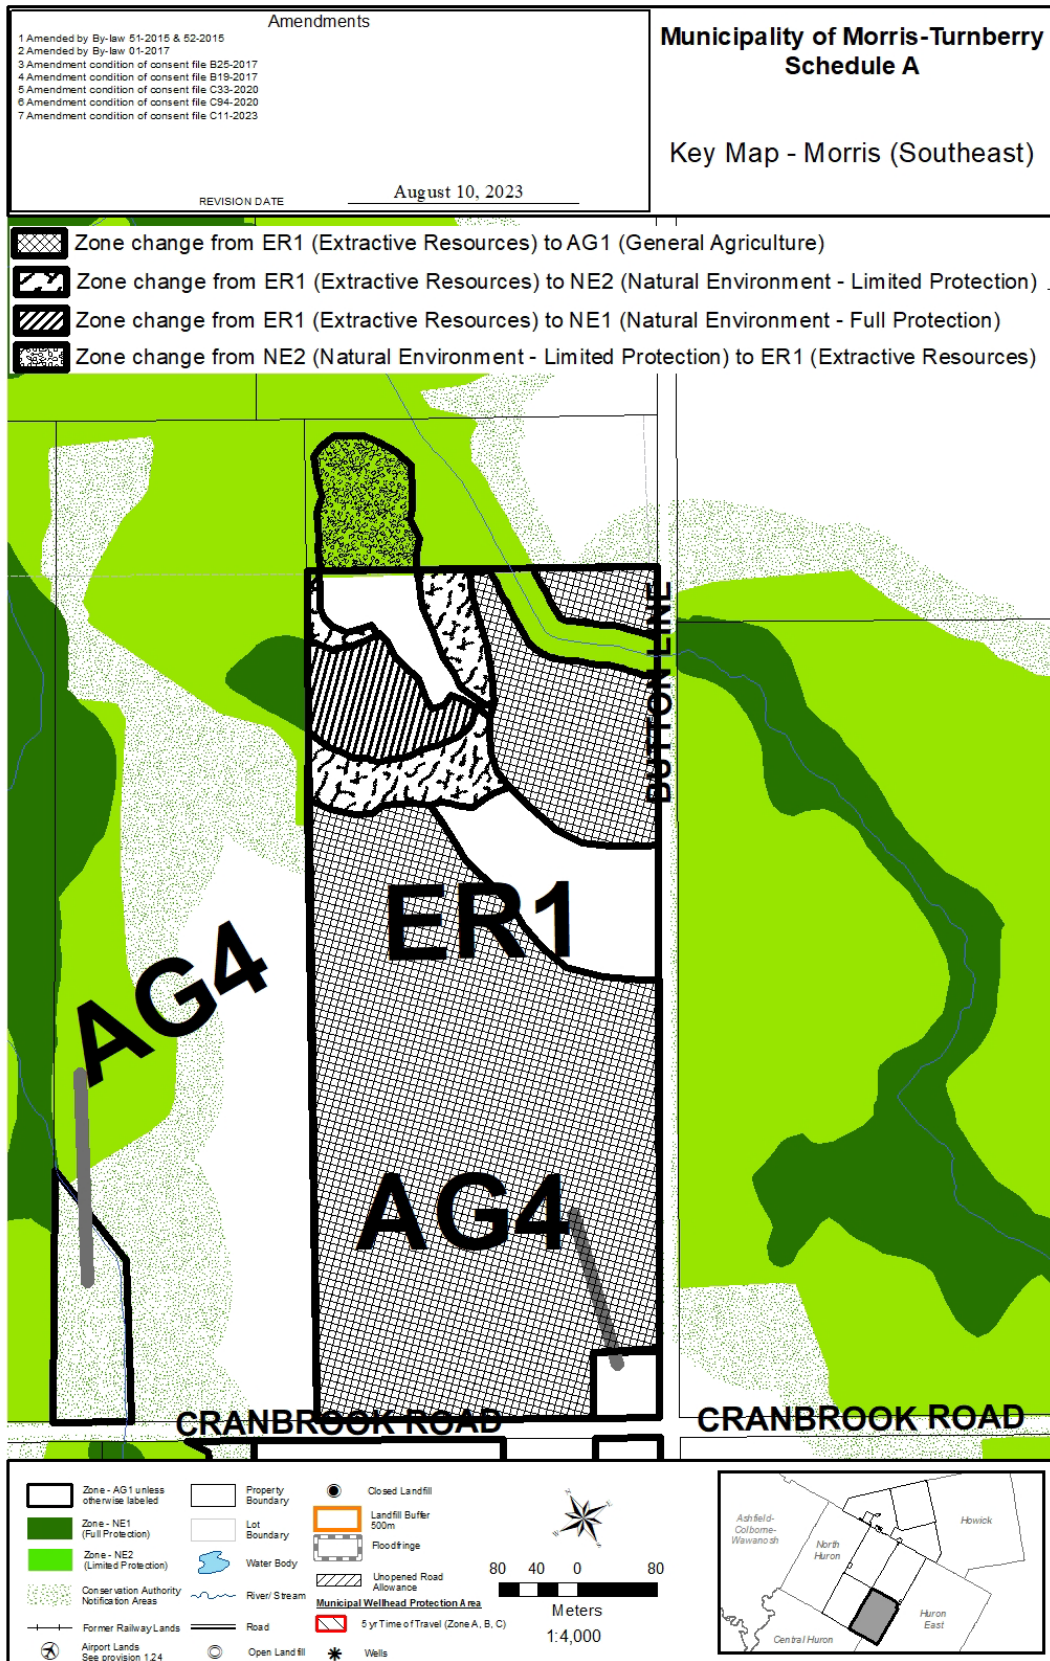 Amendments
1 Amended by By-law 51-2015 & 52-2015
2 Amended by By-law 01-2017
3 Amendment condition of consent file B25-2017
4 Amendment condition of consent file B19-2017
5 Amendment condition of consent file C33-2020
6 Amendment condition of consent file C94-2020
7 Amendment condition of consent file C11-2023
REVISION DATE August 10, 2023
Municipality of Morris-Turnberry
Schedule A
Key Map - Morris (Southeast)
Zone change from ER1 (Extractive Resources) to AG1 (General Agriculture)
Zone change from ER1 (Extractive Resources) to NE2 (Natural Environment - Limited Protection)
Zone change from ER1 (Extractive Resources) to NE1 (Natural Environment - Full Protection)
Zone change from NE2 (Natural Environment - Limited Protection) to ER1 (Extractive Resources)
BUTTON LINE
ER1
AG4
AG4
CRANBROOK ROAD
CRANBROOK ROAD
Zone - AG1 unless
otherwise labeled
Zone - NE1
(Full Protection)
Zone - NE2
(Limited Protection)
Conservation Authority
Notification Areas
Former Railway Lands
Airport Lands
See provision 1.24
Property
Boundary
Lot
Boundary
Water Body
River/ Stream
Road
Open Landfill
Closed Landfill
Landfill Buffer
500m
Floodfringe
Unopened Road
Allowance
Municipal Wellhead Protection Area
5 yr Time of Travel (Zone A, B, C)
Wells
80 40 0 80
Meters
1:4,000
Ashfield-
Colborne-
Wawanosh
North
Huron
Howick
Huron
East
Central Huron